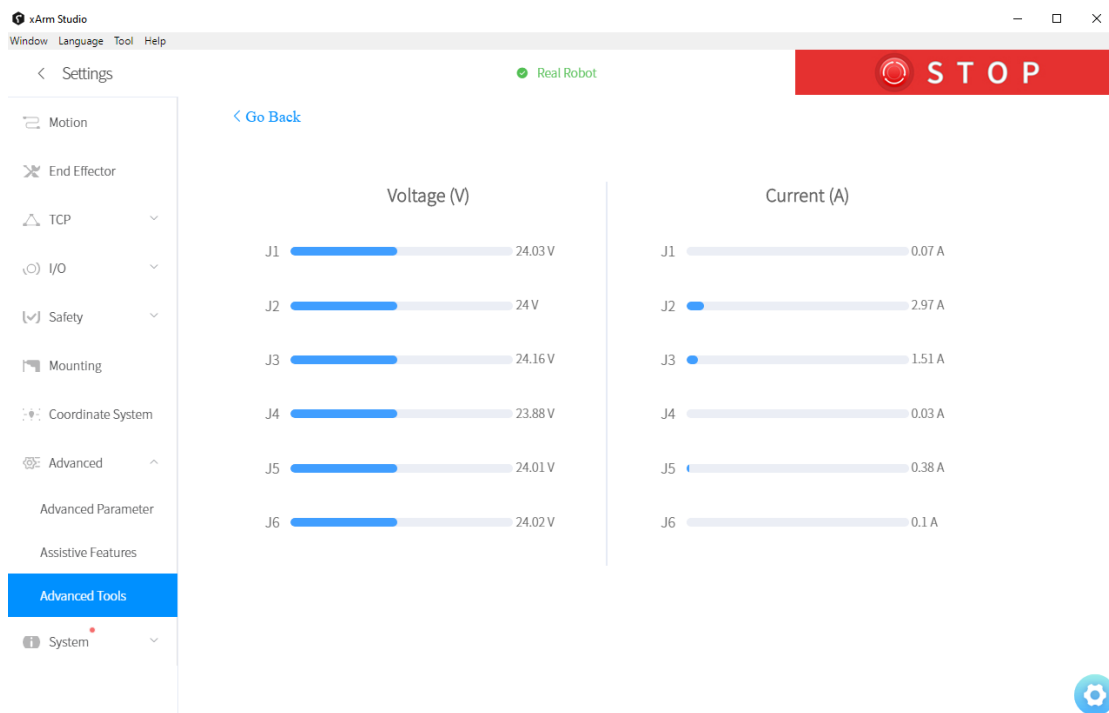 xArm Studio
Window Language Tool Help
Settings
Real Robot
STOP
Motion
End Effector
TCP
I/O
Safety
Mounting
Coordinate System
Advanced
Advanced Parameter
Assistive Features
Advanced Tools
System
Go Back
Voltage (V)
J1 24.03 V
J2 24 V
J3 24.16 V
J4 23.88 V
J5 24.01 V
J6 24.02 V
Current (A)
J1 0.07 A
J2 2.97 A
J3 1.51 A
J4 0.03 A
J5 0.38 A
J6 0.1 A